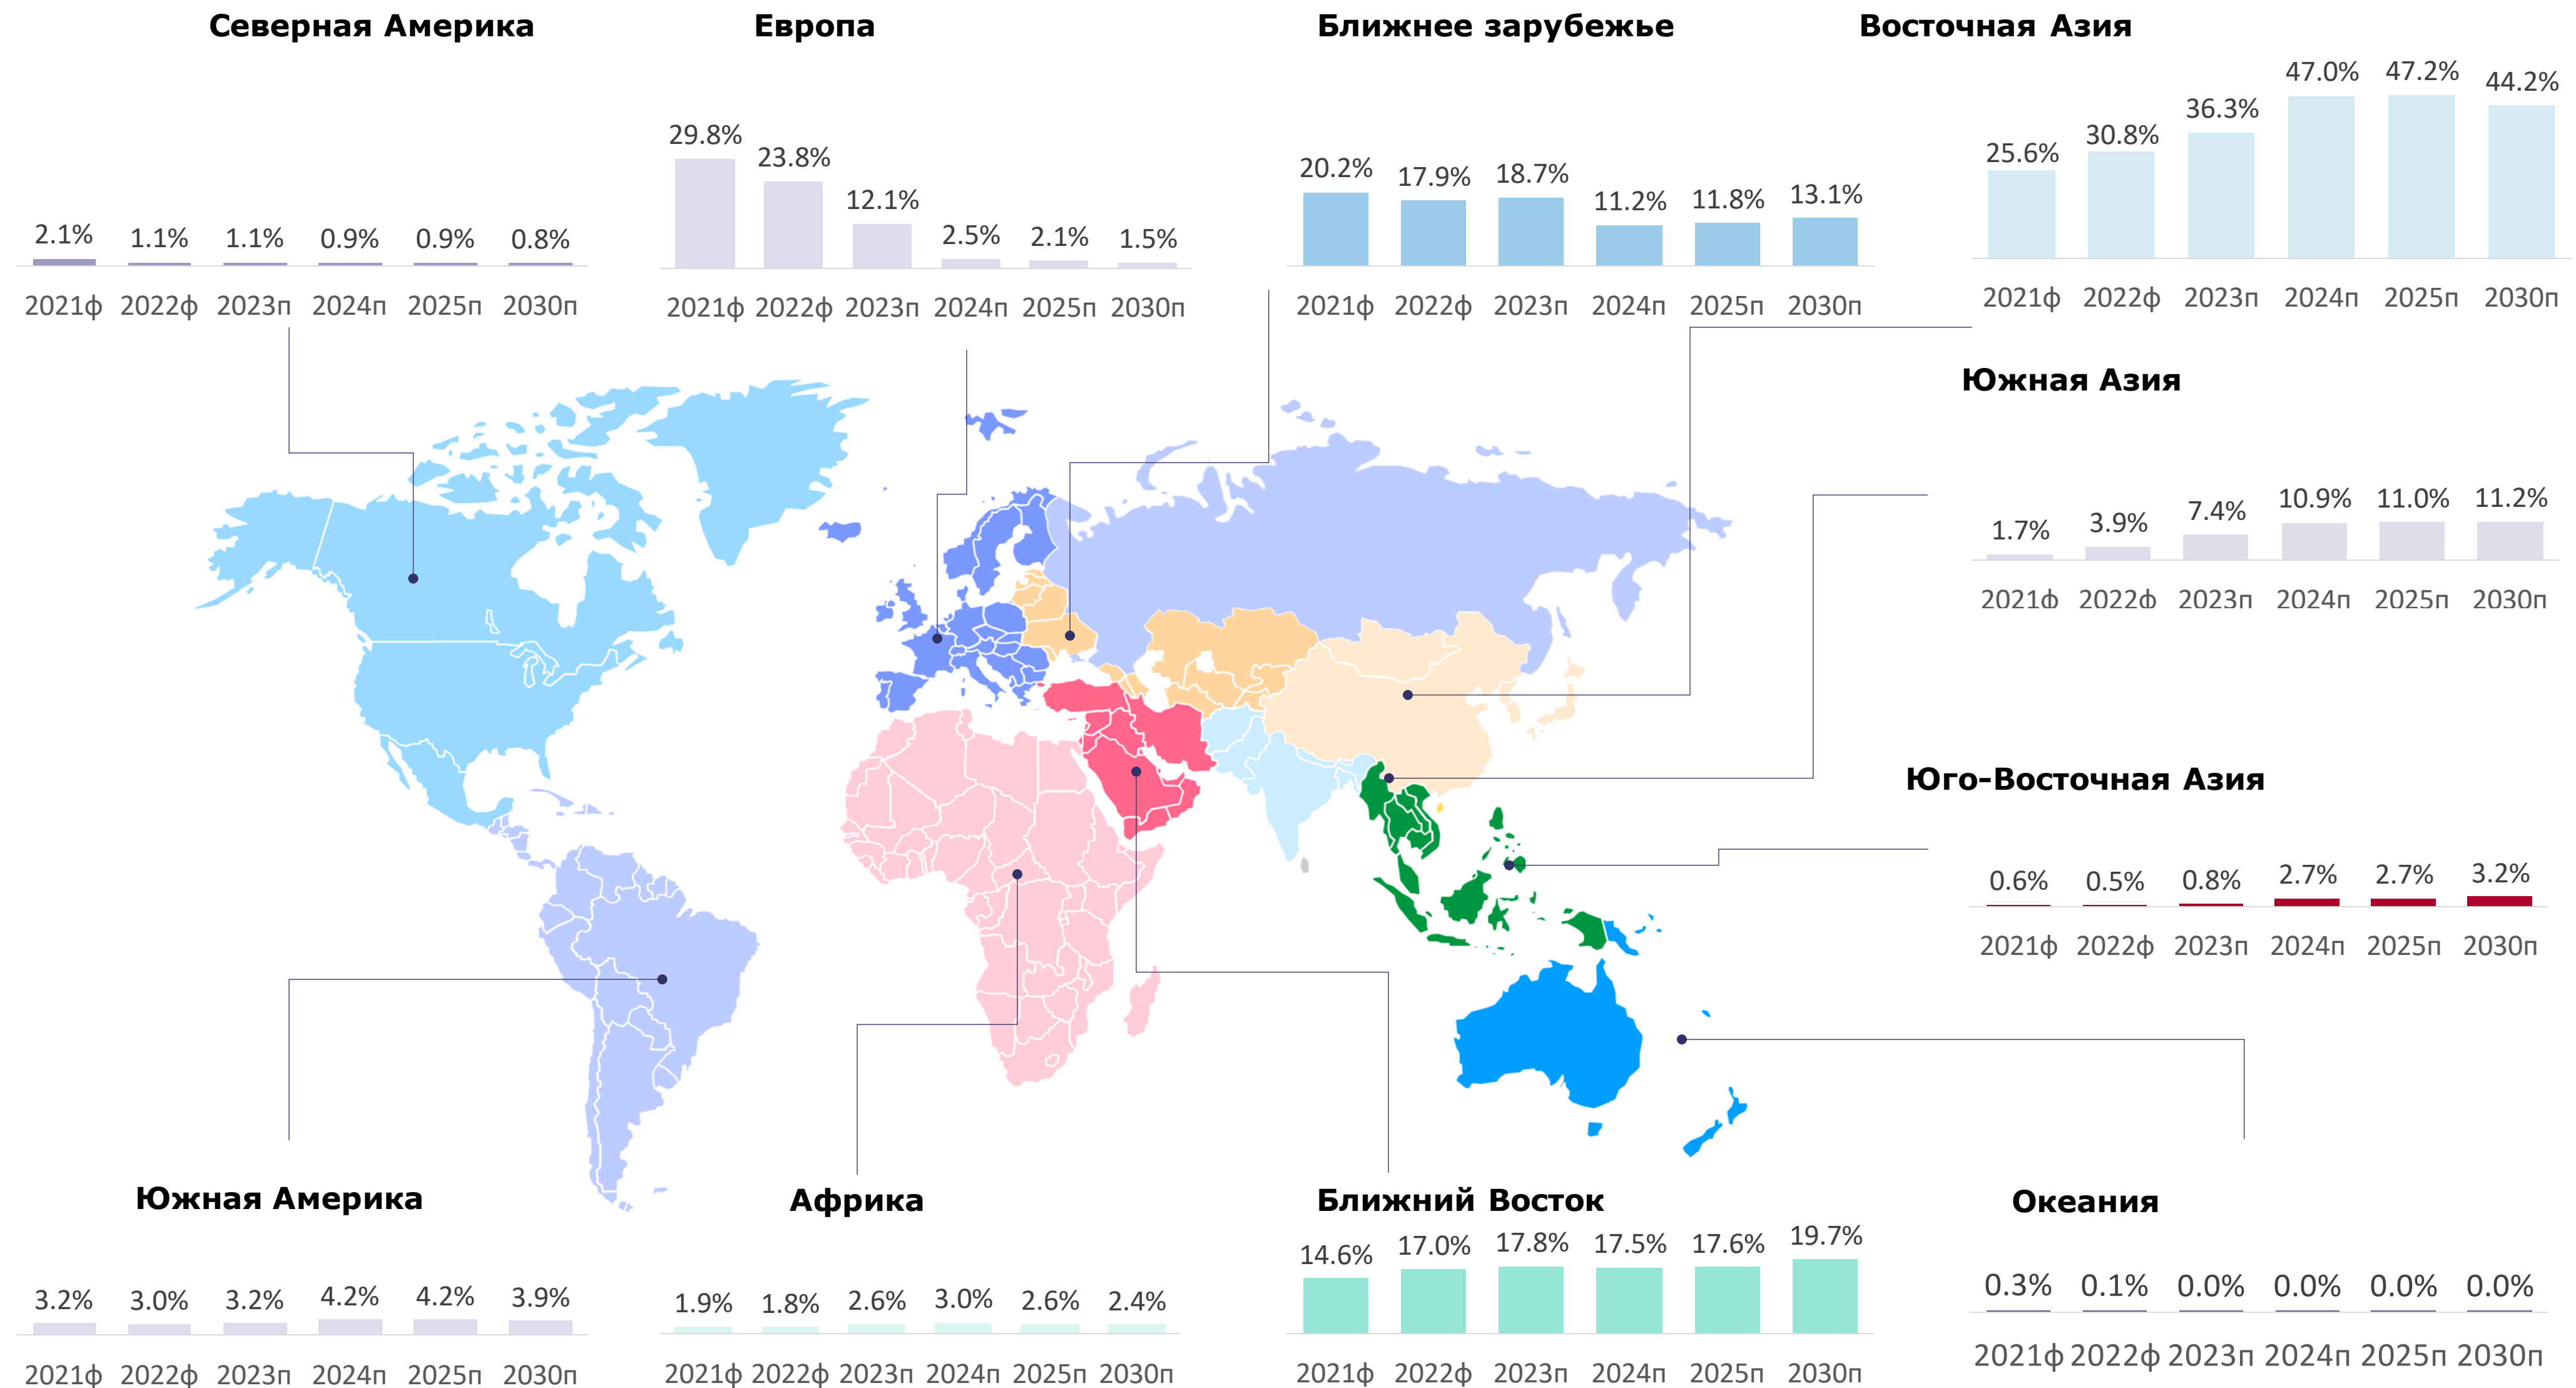 Северная Америка
2.1% 1.1% 1.1% 0.9% 0.9% 0.8%
2021ф 2022ф 2023п 2024п 2025п 2030п
Европа
29.8% 23.8% 12.1% 2.5% 2.1% 1.5%
2021ф 2022ф 2023п 2024п 2025п 2030п
Ближнее зарубежье
20.2% 17.9% 18.7% 11.2% 11.8% 13.1%
2021ф 2022ф 2023п 2024п 2025п 2030п
Восточная Азия
25.6% 30.8% 36.3% 47.0% 47.2% 44.2%
2021ф 2022ф 2023п 2024п 2025п 2030п
Южная Азия
1.7% 3.9% 7.4% 10.9% 11.0% 11.2%
2021ф 2022ф 2023п 2024п 2025п 2030п
Юго-Восточная Азия
0.6% 0.5% 0.8% 2.7% 2.7% 3.2%
2021ф 2022ф 2023п 2024п 2025п 2030п
Южная Америка
3.2% 3.0% 3.2% 4.2% 4.2% 3.9%
2021ф 2022ф 2023п 2024п 2025п 2030п
Африка
1.9% 1.8% 2.6% 3.0% 2.6% 2.4%
2021ф 2022ф 2023п 2024п 2025п 2030п
Ближний Восток
14.6% 17.0% 17.8% 17.5% 17.6% 19.7%
2021ф 2022ф 2023п 2024п 2025п 2030п
Океания
0.3% 0.1% 0.0% 0.0% 0.0% 0.0%
2021ф 2022ф 2023п 2024п 2025п 2030п